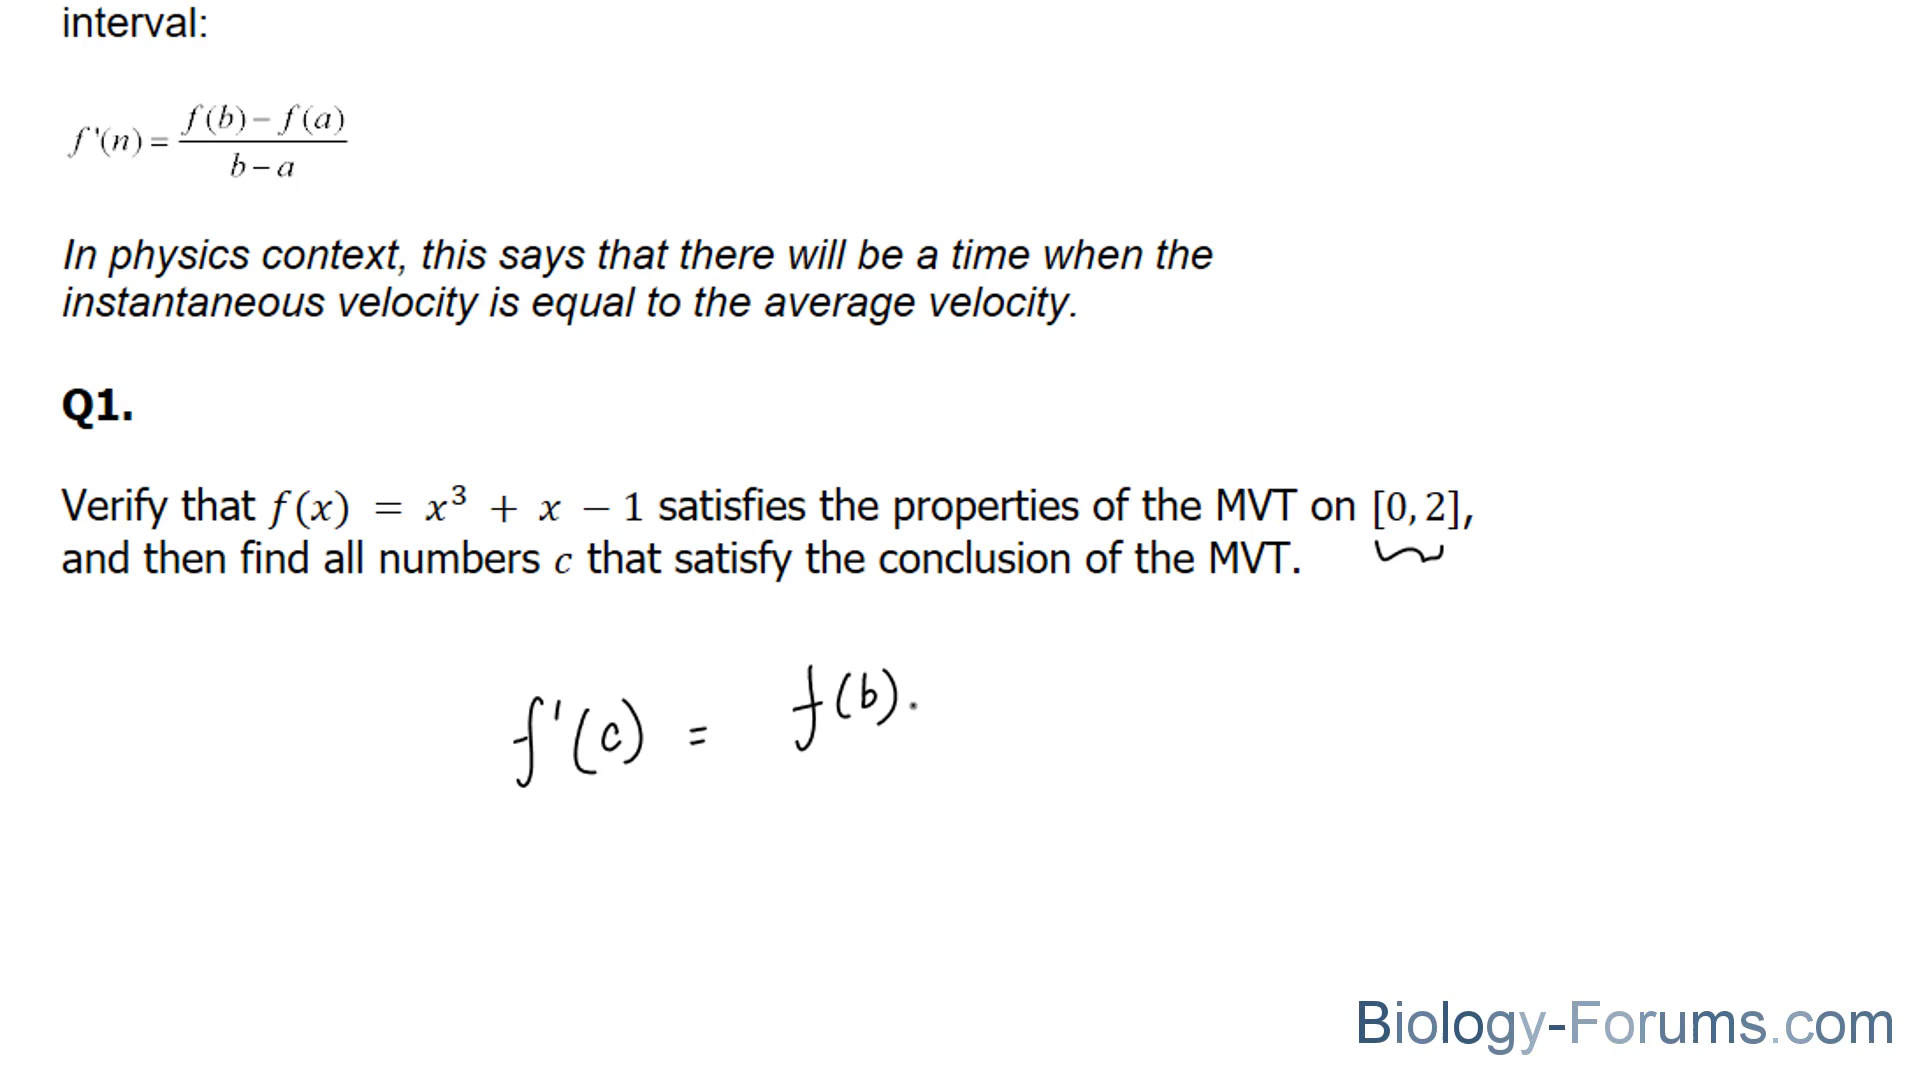 interval:
f'(n) = \frac{f(b) - f(a)}{b - a}
In physics context, this says that there will be a time when the
instantaneous velocity is equal to the average velocity.
Q1.
Verify that f(x) = x³ + x − 1 satisfies the properties of the MVT on [0, 2],
and then find all numbers c that satisfy the conclusion of the MVT.
f'(c) = f(b)
Biology-Forums.com